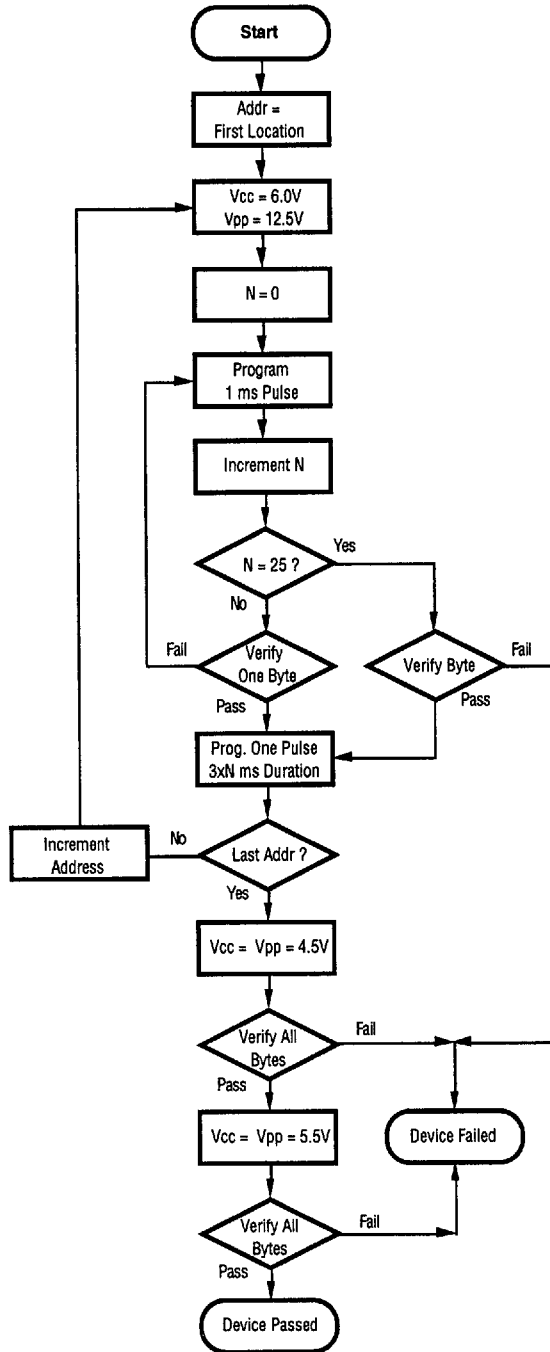 Start
Addr =
First Location
Vcc = 6.0V
Vpp = 12.5V
N = 0
Program
1 ms Pulse
Increment N
N = 25 ?
Yes
No
Verify
One Byte
Fail
Pass
Verify Byte
Fail
Pass
Prog. One Pulse
3xN ms Duration
Last Addr ?
No
Increment
Address
Yes
Vcc = Vpp = 4.5V
Verify All
Bytes
Fail
Pass
Vcc = Vpp = 5.5V
Device Failed
Verify All
Bytes
Fail
Pass
Device Passed